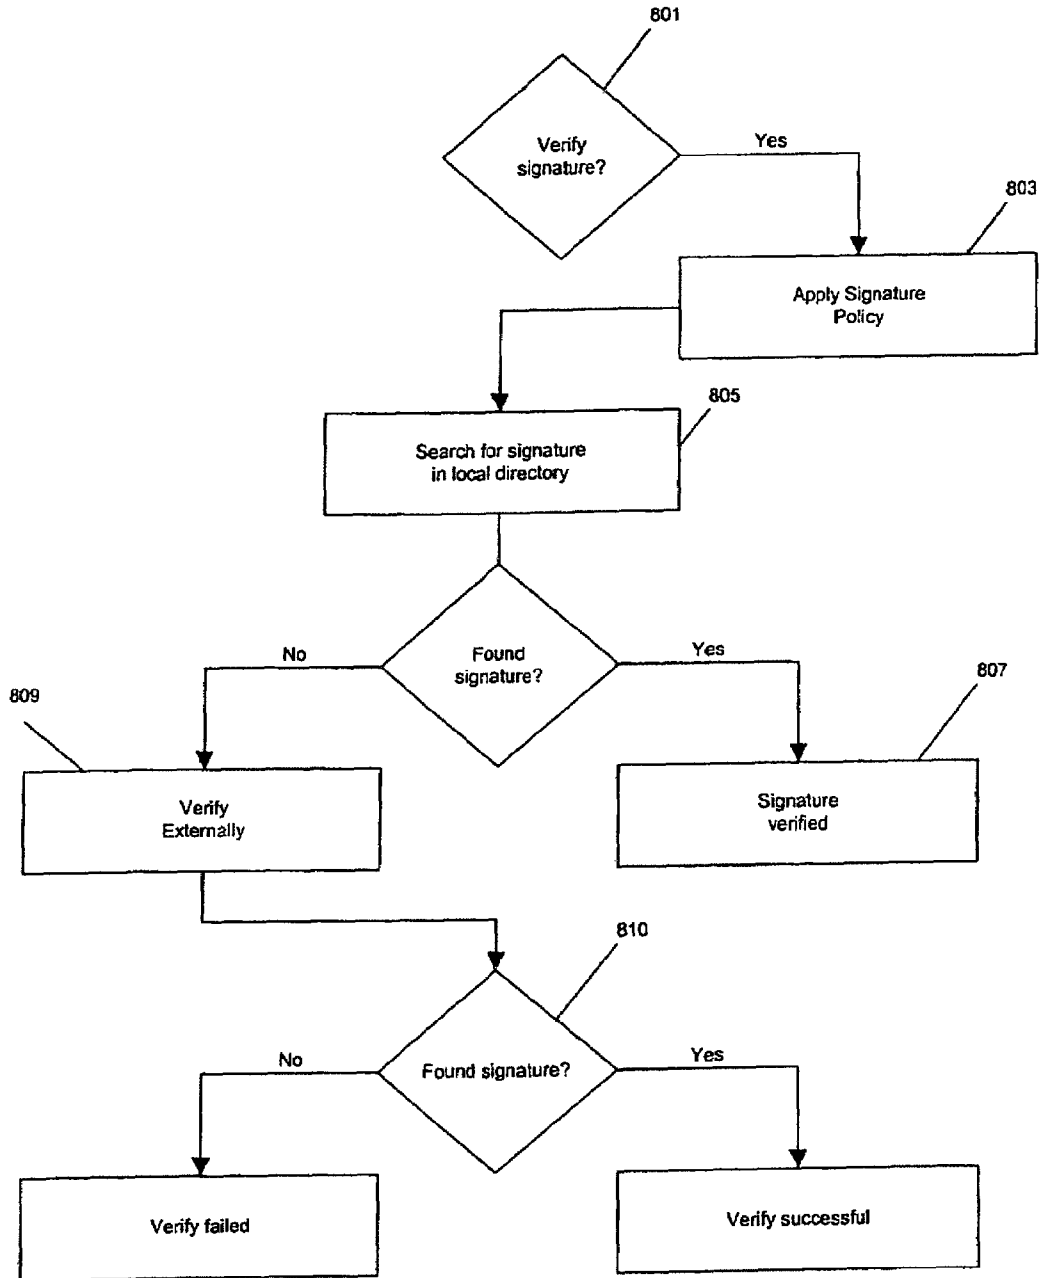 801
Verify
signature?
Yes
803
Apply Signature
Policy
805
Search for signature
in local directory
No
Found
signature?
Yes
809
807
Verify
Externally
Signature
verified
810
No
Found signature?
Yes
Verify failed
Verify successful